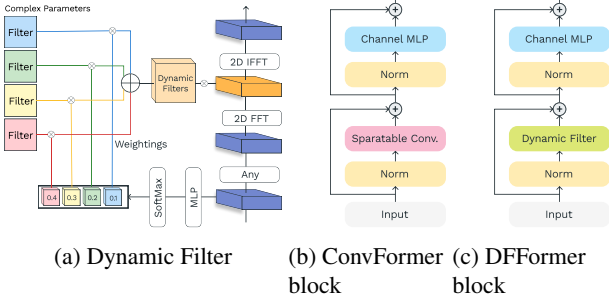 Complex Parameters
Filter
Filter
Filter
Filter
Weightings
0.4 0.3 0.2 0.1
Dynamic
Filters
SoftMax
MLP
2D IFFT
2D FFT
Any
(a) Dynamic Filter
Channel MLP
Norm
Sparatable Conv.
Norm
Input
(b) ConvFormer
block
Channel MLP
Norm
Dynamic Filter
Norm
Input
(c) DFFormer
block